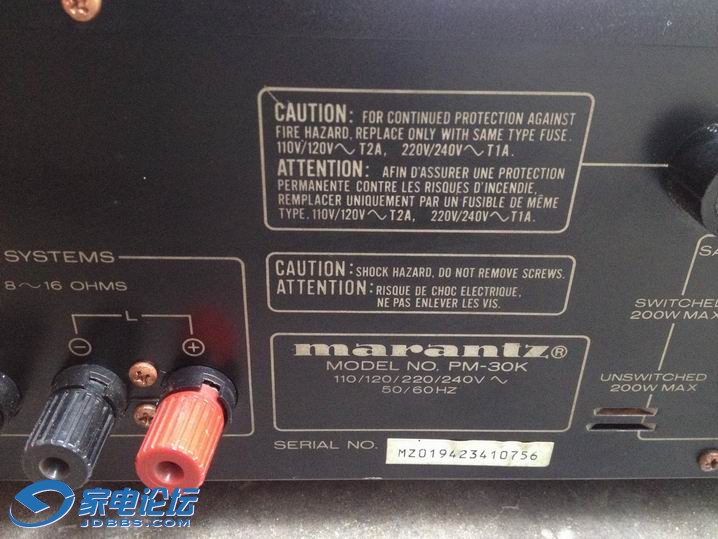 CAUTION: FOR CONTINUED PROTECTION AGAINST
FIRE HAZARD, REPLACE ONLY WITH SAME TYPE FUSE.
110V/120V～T2A, 220V/240V～T1A.
ATTENTION: AFIN D'ASSURER UNE PROTECTION
PERMANENTE CONTRE LES RISQUES D'INCENDIE,
REMPLACER UNIQUEMENT PAR UN FUSIBLE DE MÊME
TYPE. 110V/120V～T2A, 220V/240V～T1A.
SYSTEMS
8～16 OHMS
L
− +
CAUTION: SHOCK HAZARD, DO NOT REMOVE SCREWS.
ATTENTION: RISQUE DE CHOC ELECTRIQUE,
NE PAS ENLEVER LES VIS.
marantz®
MODEL NO. PM-30K
110/120/220/240V～
50/60HZ
SERIAL NO. MZ019423410756
SWITCHED
200W MAX
UNSWITCHED
200W MAX
家电论坛
JDBBS.COM